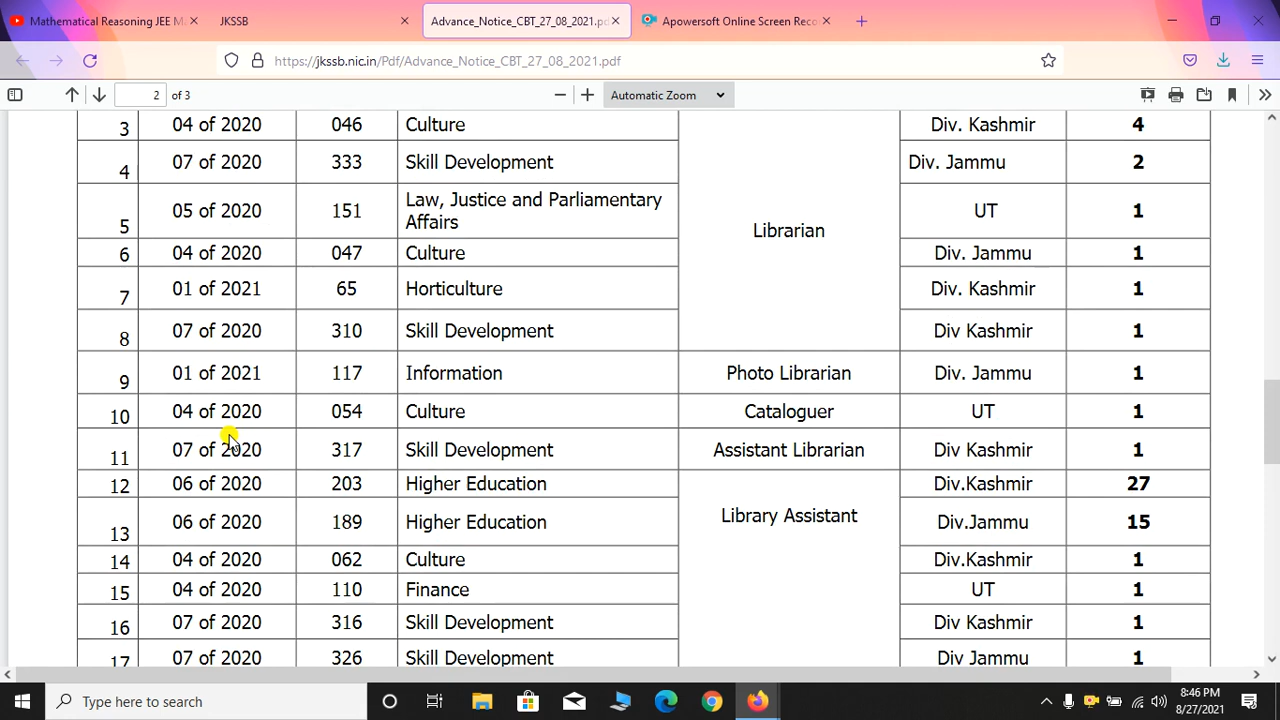 Mathematical Reasoning JEE Ma
JKSSB
Advance_Notice_CBT_27_08_2021.pd
Apowersoft Online Screen Reco
https://jkssb.nic.in/Pdf/Advance_Notice_CBT_27_08_2021.pdf
2 of 3
Automatic Zoom
3 04 of 2020 046 Culture Div. Kashmir 4
4 07 of 2020 333 Skill Development Div. Jammu 2
5 05 of 2020 151 Law, Justice and Parliamentary Affairs Librarian UT 1
6 04 of 2020 047 Culture Div. Jammu 1
7 01 of 2021 65 Horticulture Div. Kashmir 1
8 07 of 2020 310 Skill Development Div Kashmir 1
9 01 of 2021 117 Information Photo Librarian Div. Jammu 1
10 04 of 2020 054 Culture Cataloguer UT 1
11 07 of 2020 317 Skill Development Assistant Librarian Div Kashmir 1
12 06 of 2020 203 Higher Education Div.Kashmir 27
13 06 of 2020 189 Higher Education Library Assistant Div.Jammu 15
14 04 of 2020 062 Culture Div.Kashmir 1
15 04 of 2020 110 Finance UT 1
16 07 of 2020 316 Skill Development Div Kashmir 1
17 07 of 2020 326 Skill Development Div Jammu 1
Type here to search
8:46 PM
8/27/2021